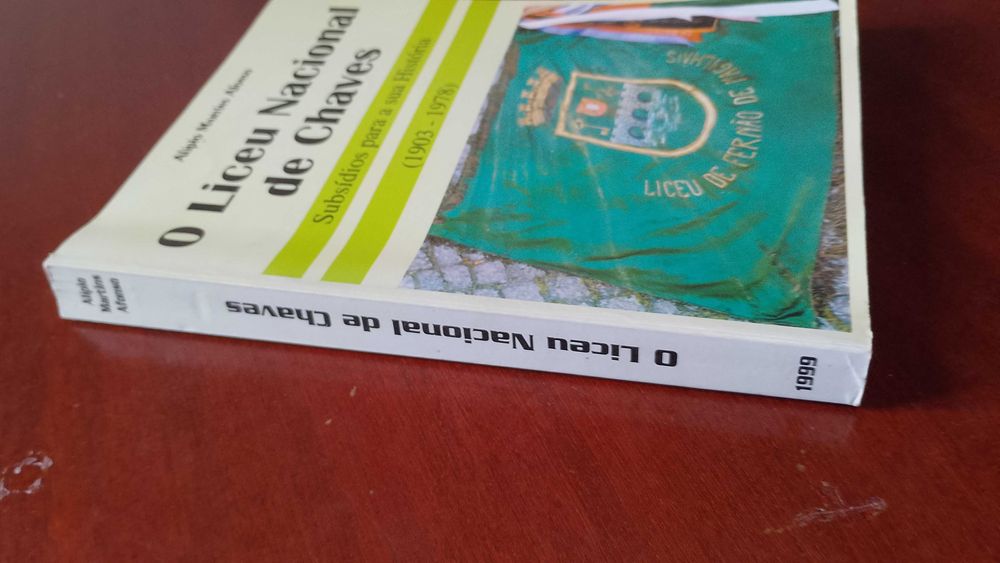 Alípio Martins Afonso
O Liceu Nacional
de Chaves
Subsídios para a sua História
(1903 - 1978)
LICEU DE FERNÃO DE MAGALHÃIS
Alípio
Martins
Afonso
O Liceu Nacional de Chaves
1999